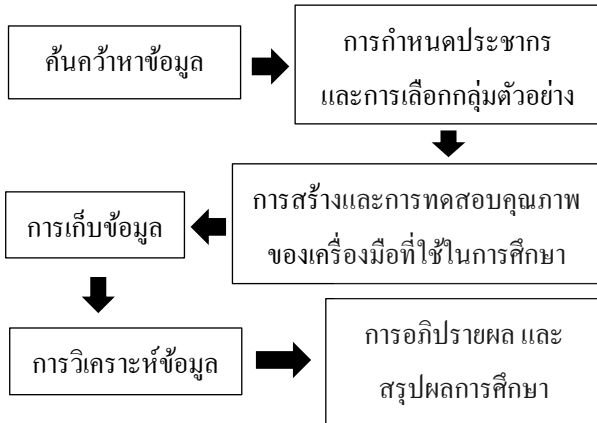 ค้นคว้าหาข้อมูล
การกำหนดประชากร
และการเลือกกลุ่มตัวอย่าง
การสร้างและการทดสอบคุณภาพ
ของเครื่องมือที่ใช้ในการศึกษา
การเก็บข้อมูล
การวิเคราะห์ข้อมูล
การอภิปรายผล และ
สรุปผลการศึกษา